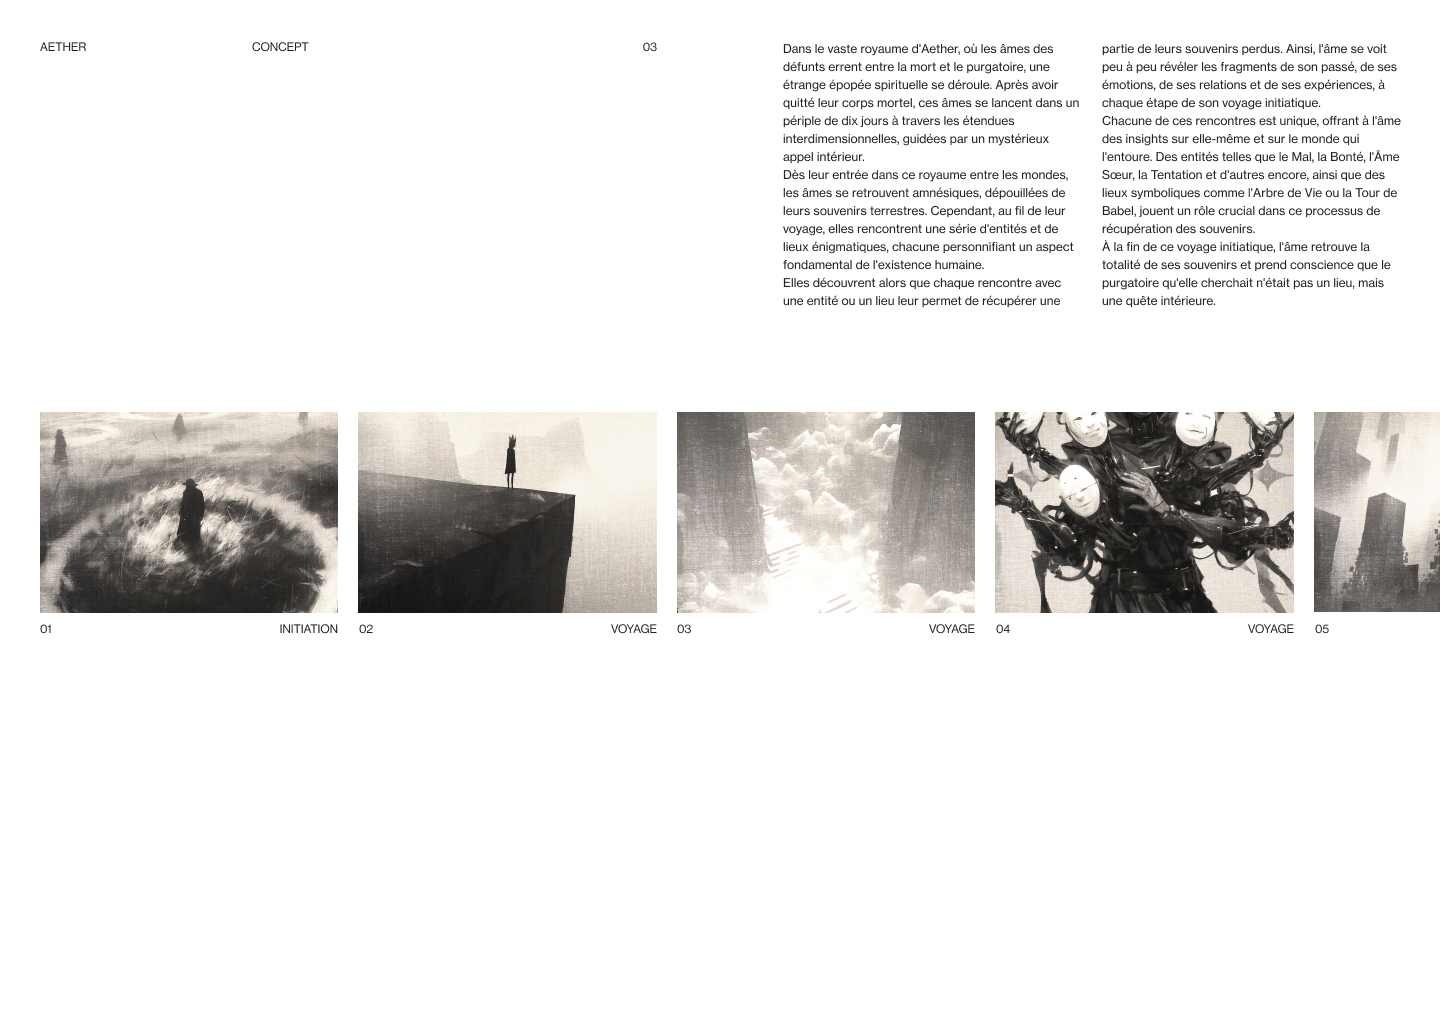 AETHER
CONCEPT
03
Dans le vaste royaume d'Aether, où les âmes des
défunts errent entre la mort et le purgatoire, une
étrange épopée spirituelle se déroule. Après avoir
quitté leur corps mortel, ces âmes se lancent dans un
périple de dix jours à travers les étendues
interdimensionnelles, guidées par un mystérieux
appel intérieur.
Dès leur entrée dans ce royaume entre les mondes,
les âmes se retrouvent amnésiques, dépouillées de
leurs souvenirs terrestres. Cependant, au fil de leur
voyage, elles rencontrent une série d'entités et de
lieux énigmatiques, chacune personnifiant un aspect
fondamental de l'existence humaine.
Elles découvrent alors que chaque rencontre avec
une entité ou un lieu leur permet de récupérer une
partie de leurs souvenirs perdus. Ainsi, l'âme se voit
peu à peu révéler les fragments de son passé, de ses
émotions, de ses relations et de ses expériences, à
chaque étape de son voyage initiatique.
Chacune de ces rencontres est unique, offrant à l'âme
des insights sur elle-même et sur le monde qui
l'entoure. Des entités telles que le Mal, la Bonté, l'Âme
Sœur, la Tentation et d'autres encore, ainsi que des
lieux symboliques comme l'Arbre de Vie ou la Tour de
Babel, jouent un rôle crucial dans ce processus de
récupération des souvenirs.
À la fin de ce voyage initiatique, l'âme retrouve la
totalité de ses souvenirs et prend conscience que le
purgatoire qu'elle cherchait n'était pas un lieu, mais
une quête intérieure.
01
INITIATION
02
VOYAGE
03
VOYAGE
04
VOYAGE
05